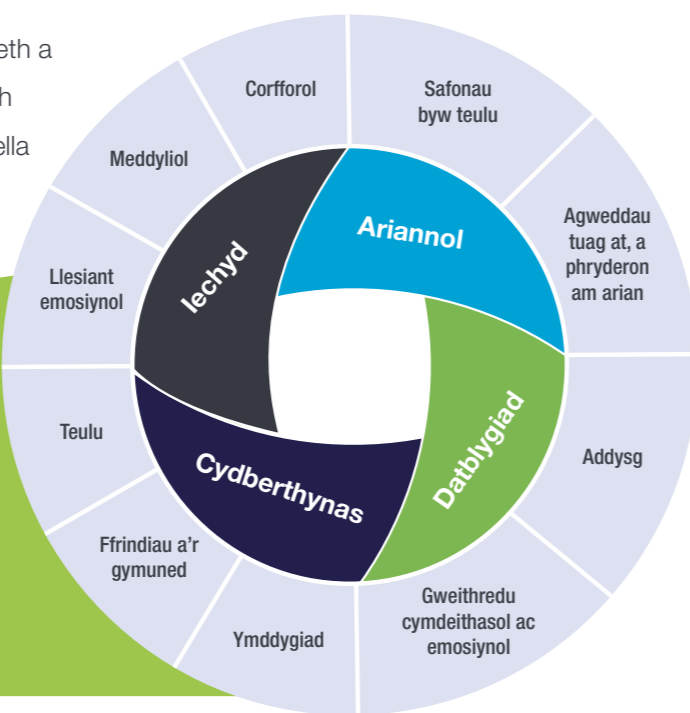 eth a
h
ella
Corfforol
Safonau
byw teulu
Meddyliol
Agweddau
tuag at, a
phryderon
am arian
Ariannol
Iechyd
Llesiant
emosiynol
Teulu
Cydberthynas
Datblygiad
Addysg
Ffrindiau a’r
gymuned
Gweithredu
cymdeithasol ac
emosiynol
Ymddygiad